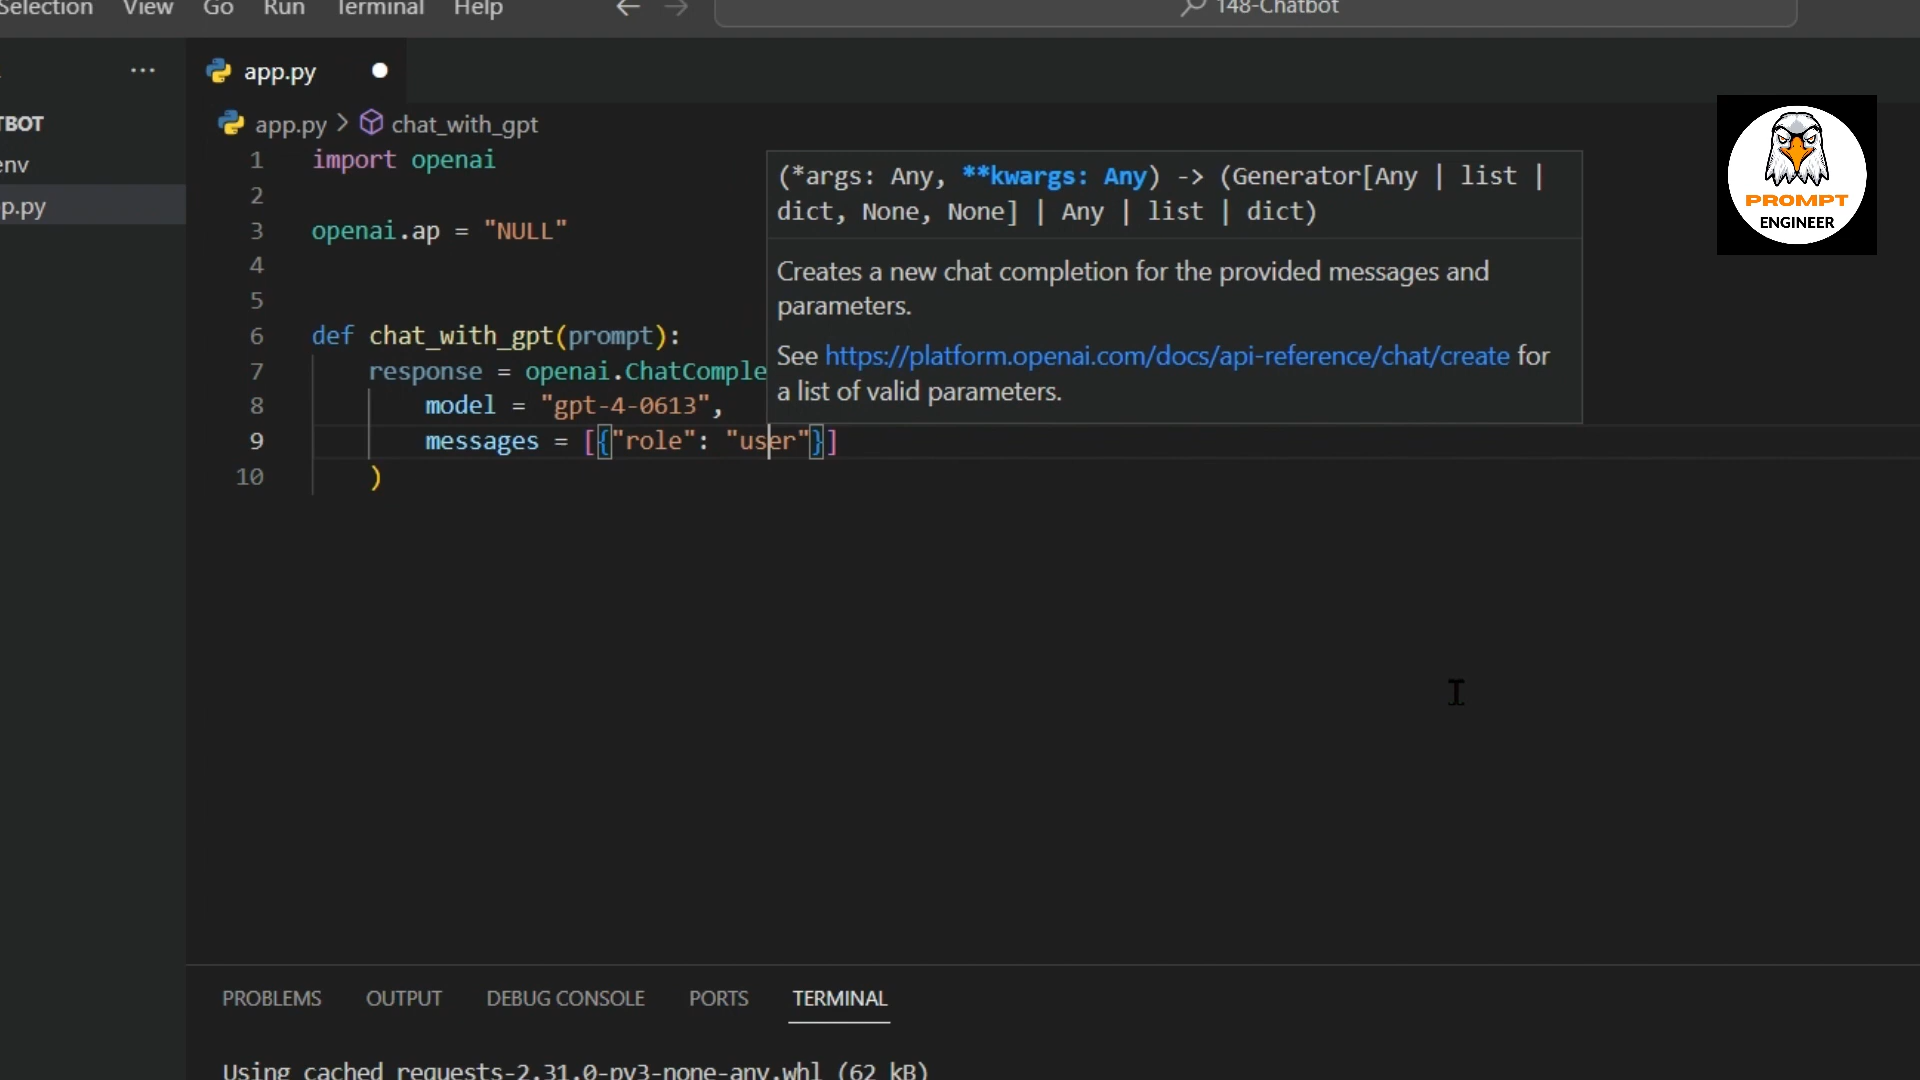 Selection View Go Run Terminal Help 148-Chatbot
app.py
TBOT
env
p.py
app.py > chat_with_gpt
1 import openai
2
3 openai.ap = "NULL"
4
5
6 def chat_with_gpt(prompt):
7 response = openai.ChatComple
8 model = "gpt-4-0613",
9 messages = [{"role": "user"}]
10 )
(*args: Any, **kwargs: Any) -> (Generator[Any | list |
dict, None, None] | Any | list | dict)
Creates a new chat completion for the provided messages and
parameters.
See https://platform.openai.com/docs/api-reference/chat/create for
a list of valid parameters.
PROMPT
ENGINEER
PROBLEMS OUTPUT DEBUG CONSOLE PORTS TERMINAL
Using cached requests-2.31.0-py3-none-any.whl (62 kB)